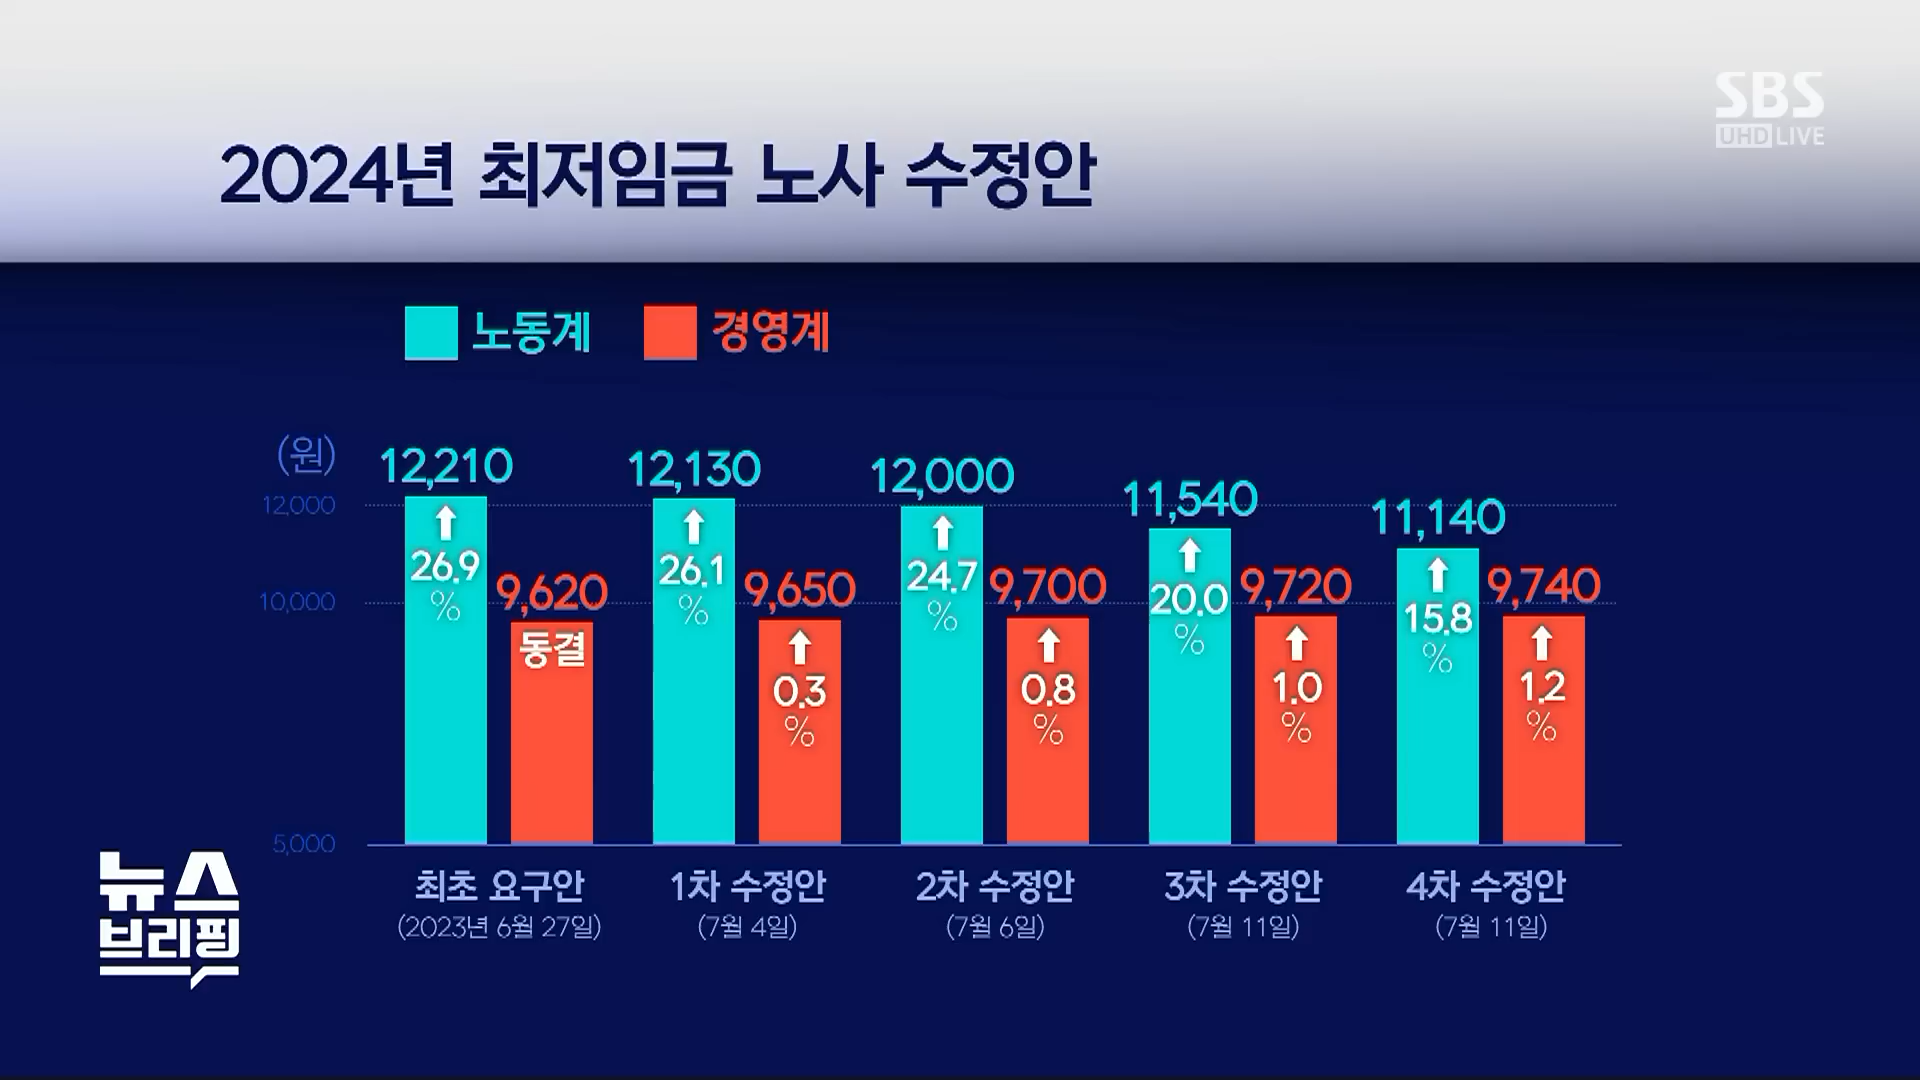 SBS
UHD LIVE
2024년 최저임금 노사 수정안
노동계 경영계
(원)
12,000
10,000
5,000
12,210
26.9
%
9,620
동결
12,130
26.1
%
9,650
0.3
%
12,000
24.7
%
9,700
0.8
%
11,540
20.0
%
9,720
1.0
%
11,140
15.8
%
9,740
1.2
%
최초 요구안
(2023년 6월 27일)
1차 수정안
(7월 4일)
2차 수정안
(7월 6일)
3차 수정안
(7월 11일)
4차 수정안
(7월 11일)
뉴스
브리핑